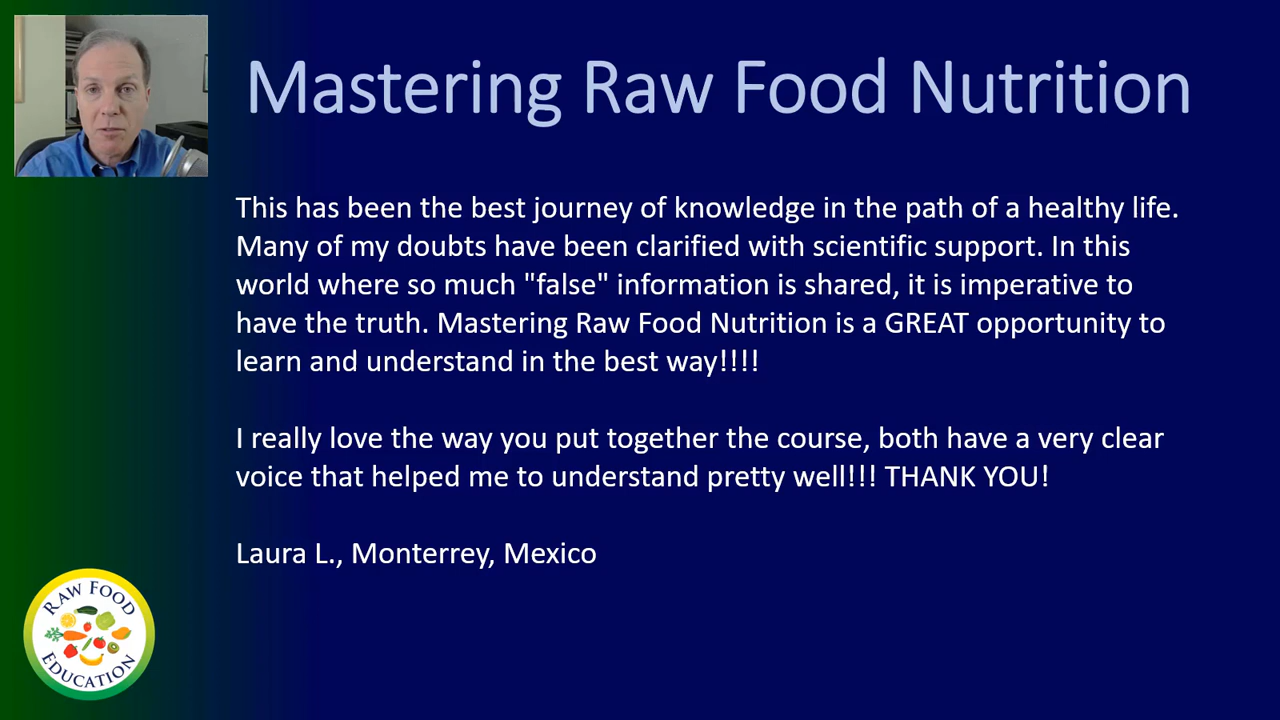 Mastering Raw Food Nutrition
This has been the best journey of knowledge in the path of a healthy life.
Many of my doubts have been clarified with scientific support. In this
world where so much "false" information is shared, it is imperative to
have the truth. Mastering Raw Food Nutrition is a GREAT opportunity to
learn and understand in the best way!!!!
I really love the way you put together the course, both have a very clear
voice that helped me to understand pretty well!!! THANK YOU!
Laura L., Monterrey, Mexico
RAW FOOD
EDUCATION